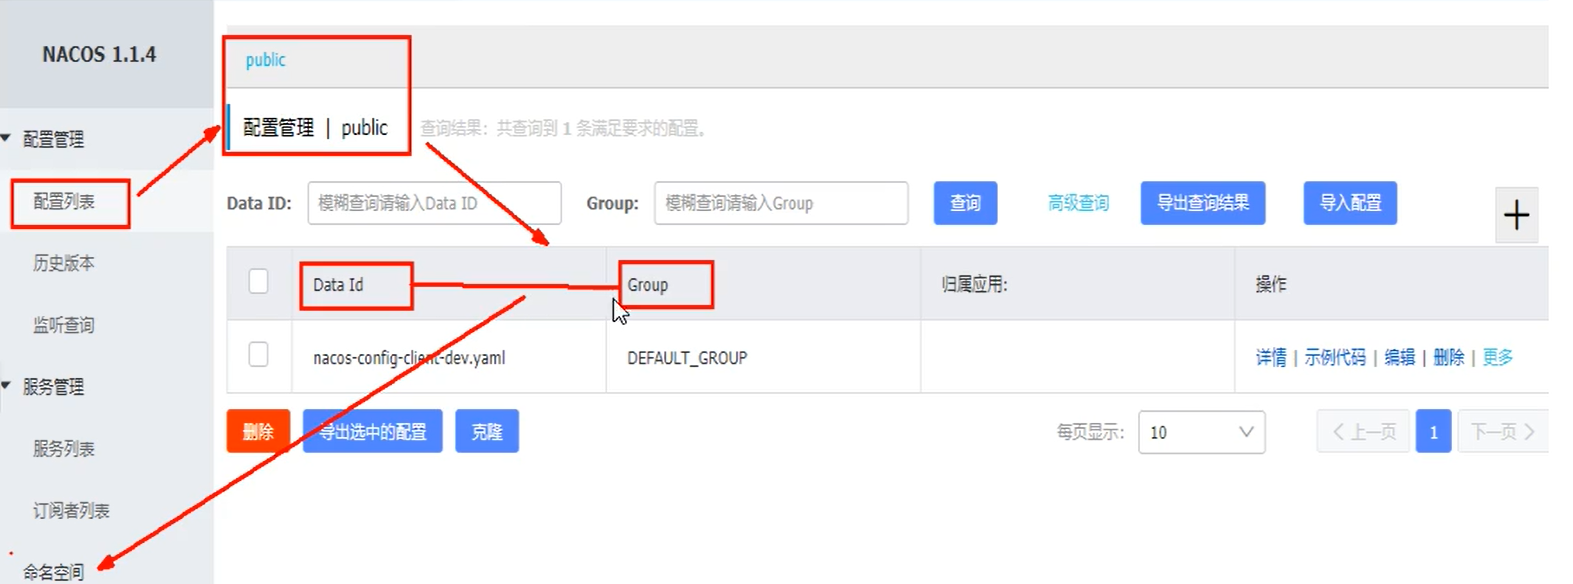 NACOS 1.1.4
配置管理
配置列表
历史版本
监听查询
服务管理
服务列表
订阅者列表
命名空间
public
配置管理 | public 查询结果：共查询到 1 条满足要求的配置。
Data ID: 模糊查询请输入Data ID Group: 模糊查询请输入Group 查询 高级查询 导出查询结果 导入配置 +
Data Id Group 归属应用: 操作
nacos-config-client-dev.yaml DEFAULT_GROUP 详情 | 示例代码 | 编辑 | 删除 | 更多
删除 导出选中的配置 克隆 每页显示: 10 < 上一页 1 下一页 >